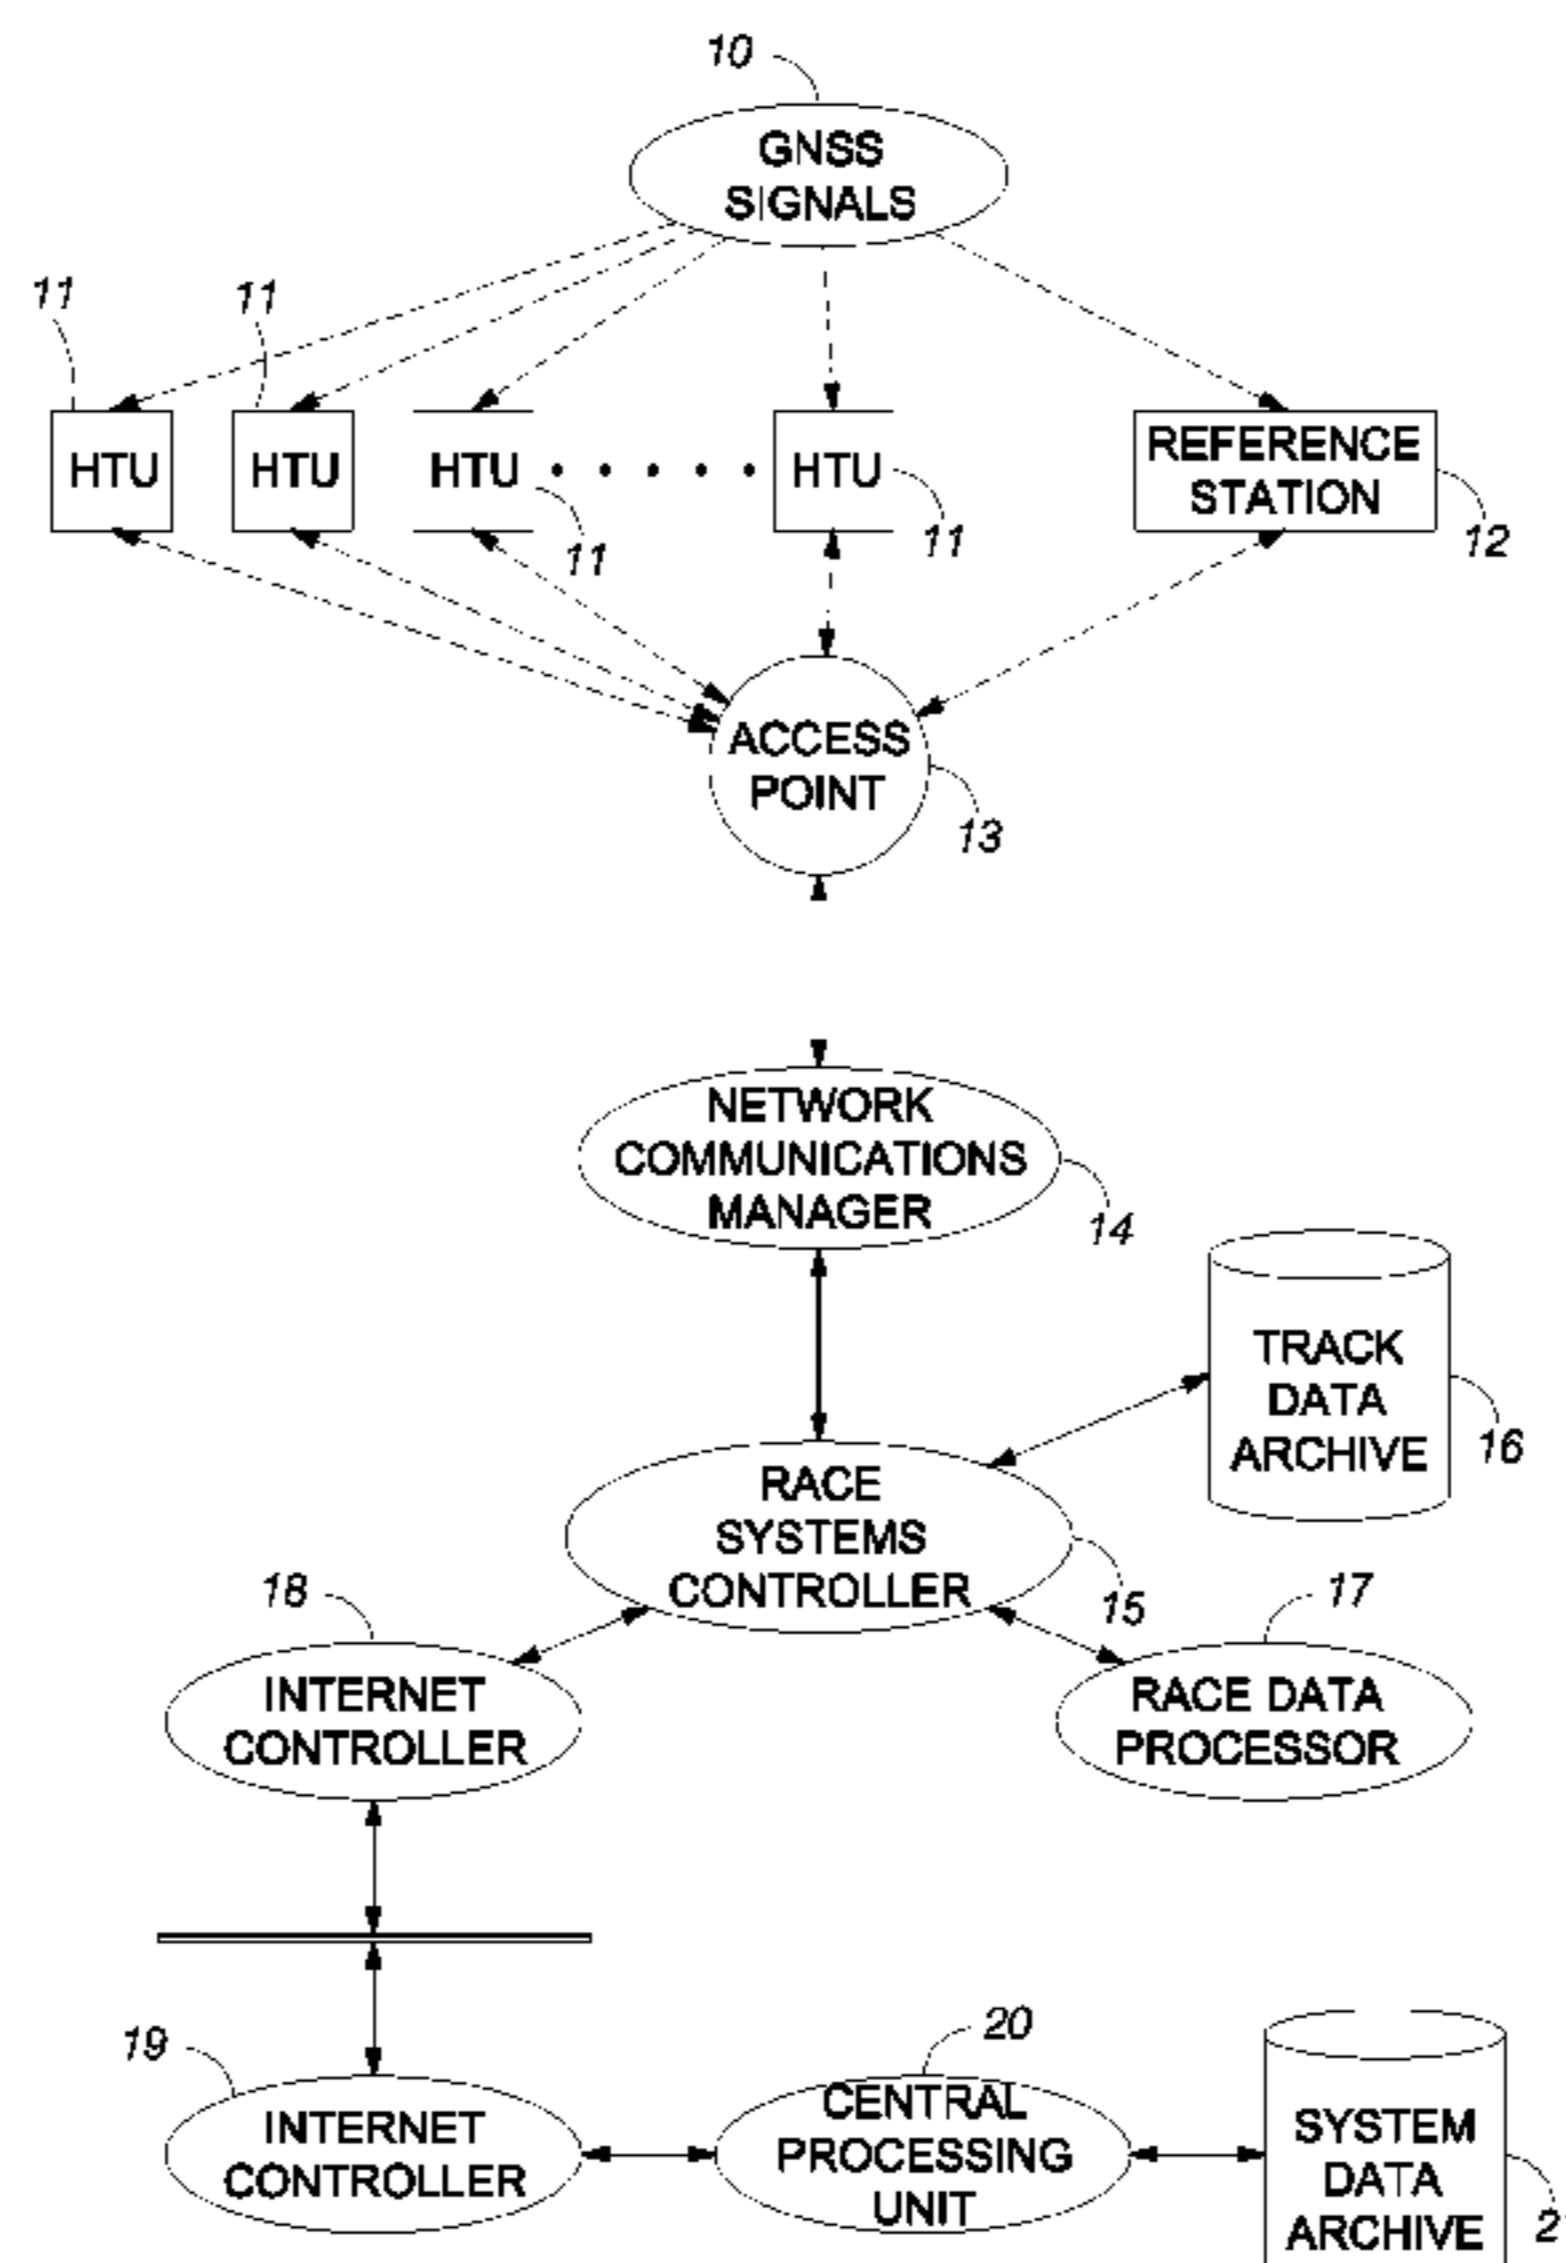 10
GNSS
SIGNALS
11
11
HTU
HTU
HTU
HTU
REFERENCE
STATION
11
11
12
ACCESS
POINT
13
NETWORK
COMMUNICATIONS
MANAGER
14
TRACK
DATA
ARCHIVE
16
RACE
SYSTEMS
CONTROLLER
15
18
17
INTERNET
CONTROLLER
RACE DATA
PROCESSOR
19
20
INTERNET
CONTROLLER
CENTRAL
PROCESSING
UNIT
SYSTEM
DATA
ARCHIVE